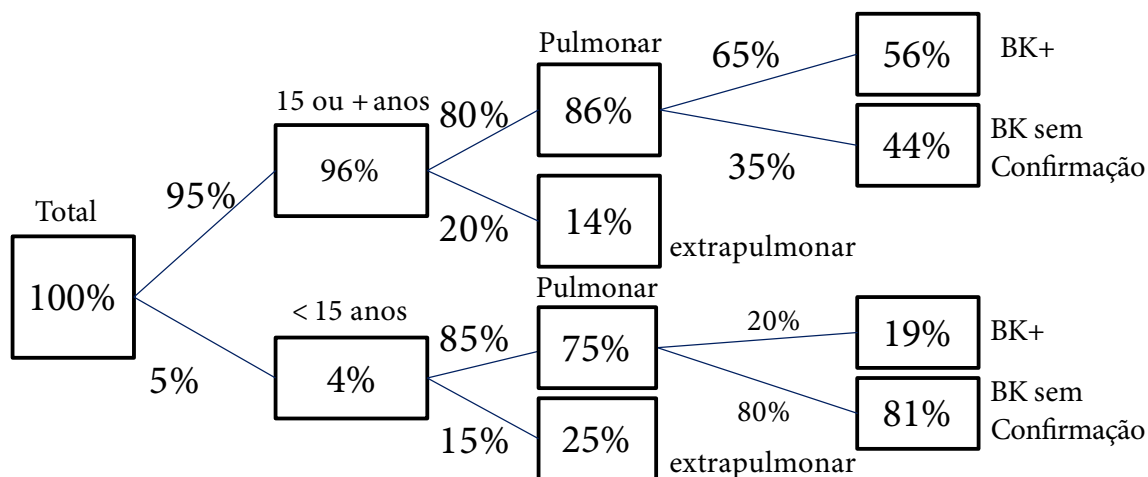 Pulmonar
65%
56%
BK+
15 ou + anos
80%
86%
96%
95%
35%
44%
BK sem
Confirmação
Total
20%
14%
extrapulmonar
100%
Pulmonar
< 15 anos
85%
75%
20%
19%
BK+
5%
4%
80%
81%
BK sem
Confirmação
15%
25%
extrapulmonar